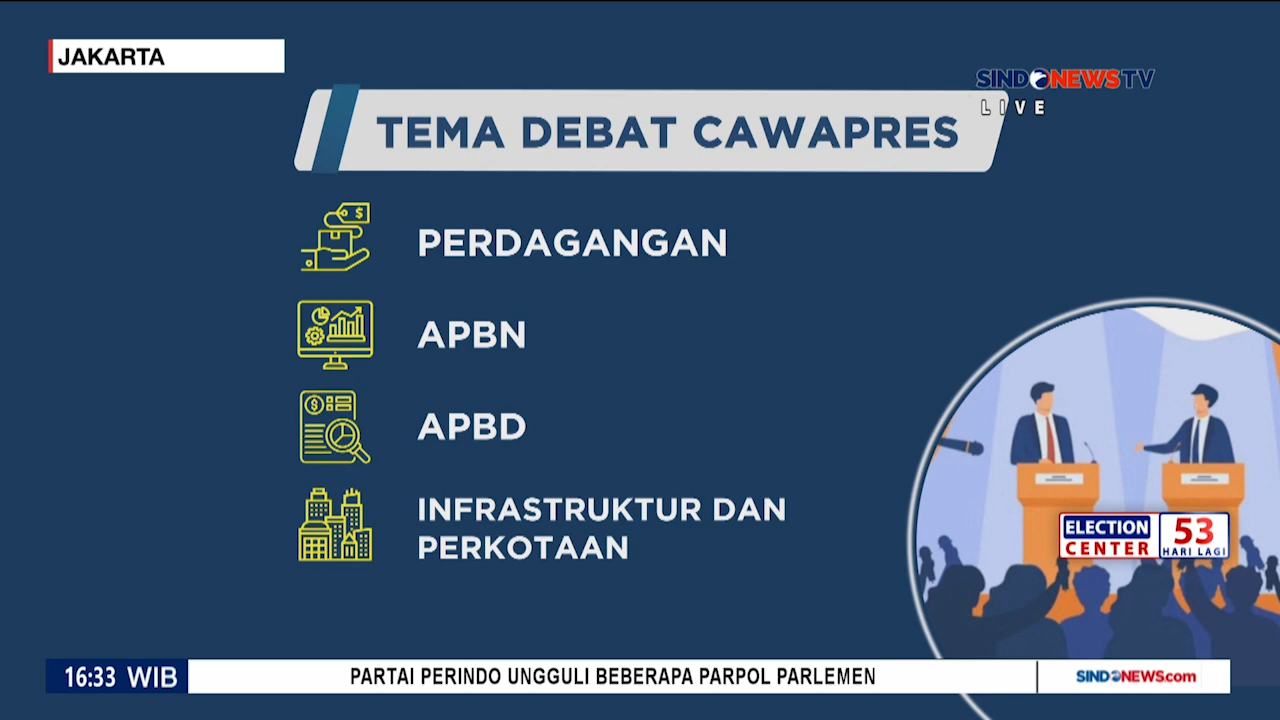 JAKARTA
SINDONEWSTV
LIVE
TEMA DEBAT CAWAPRES
PERDAGANGAN
APBN
APBD
INFRASTRUKTUR DAN
PERKOTAAN
ELECTION
CENTER
53
HARI LAGI
16:33 WIB
PARTAI PERINDO UNGGULI BEBERAPA PARPOL PARLEMEN
SINDONEWS.com